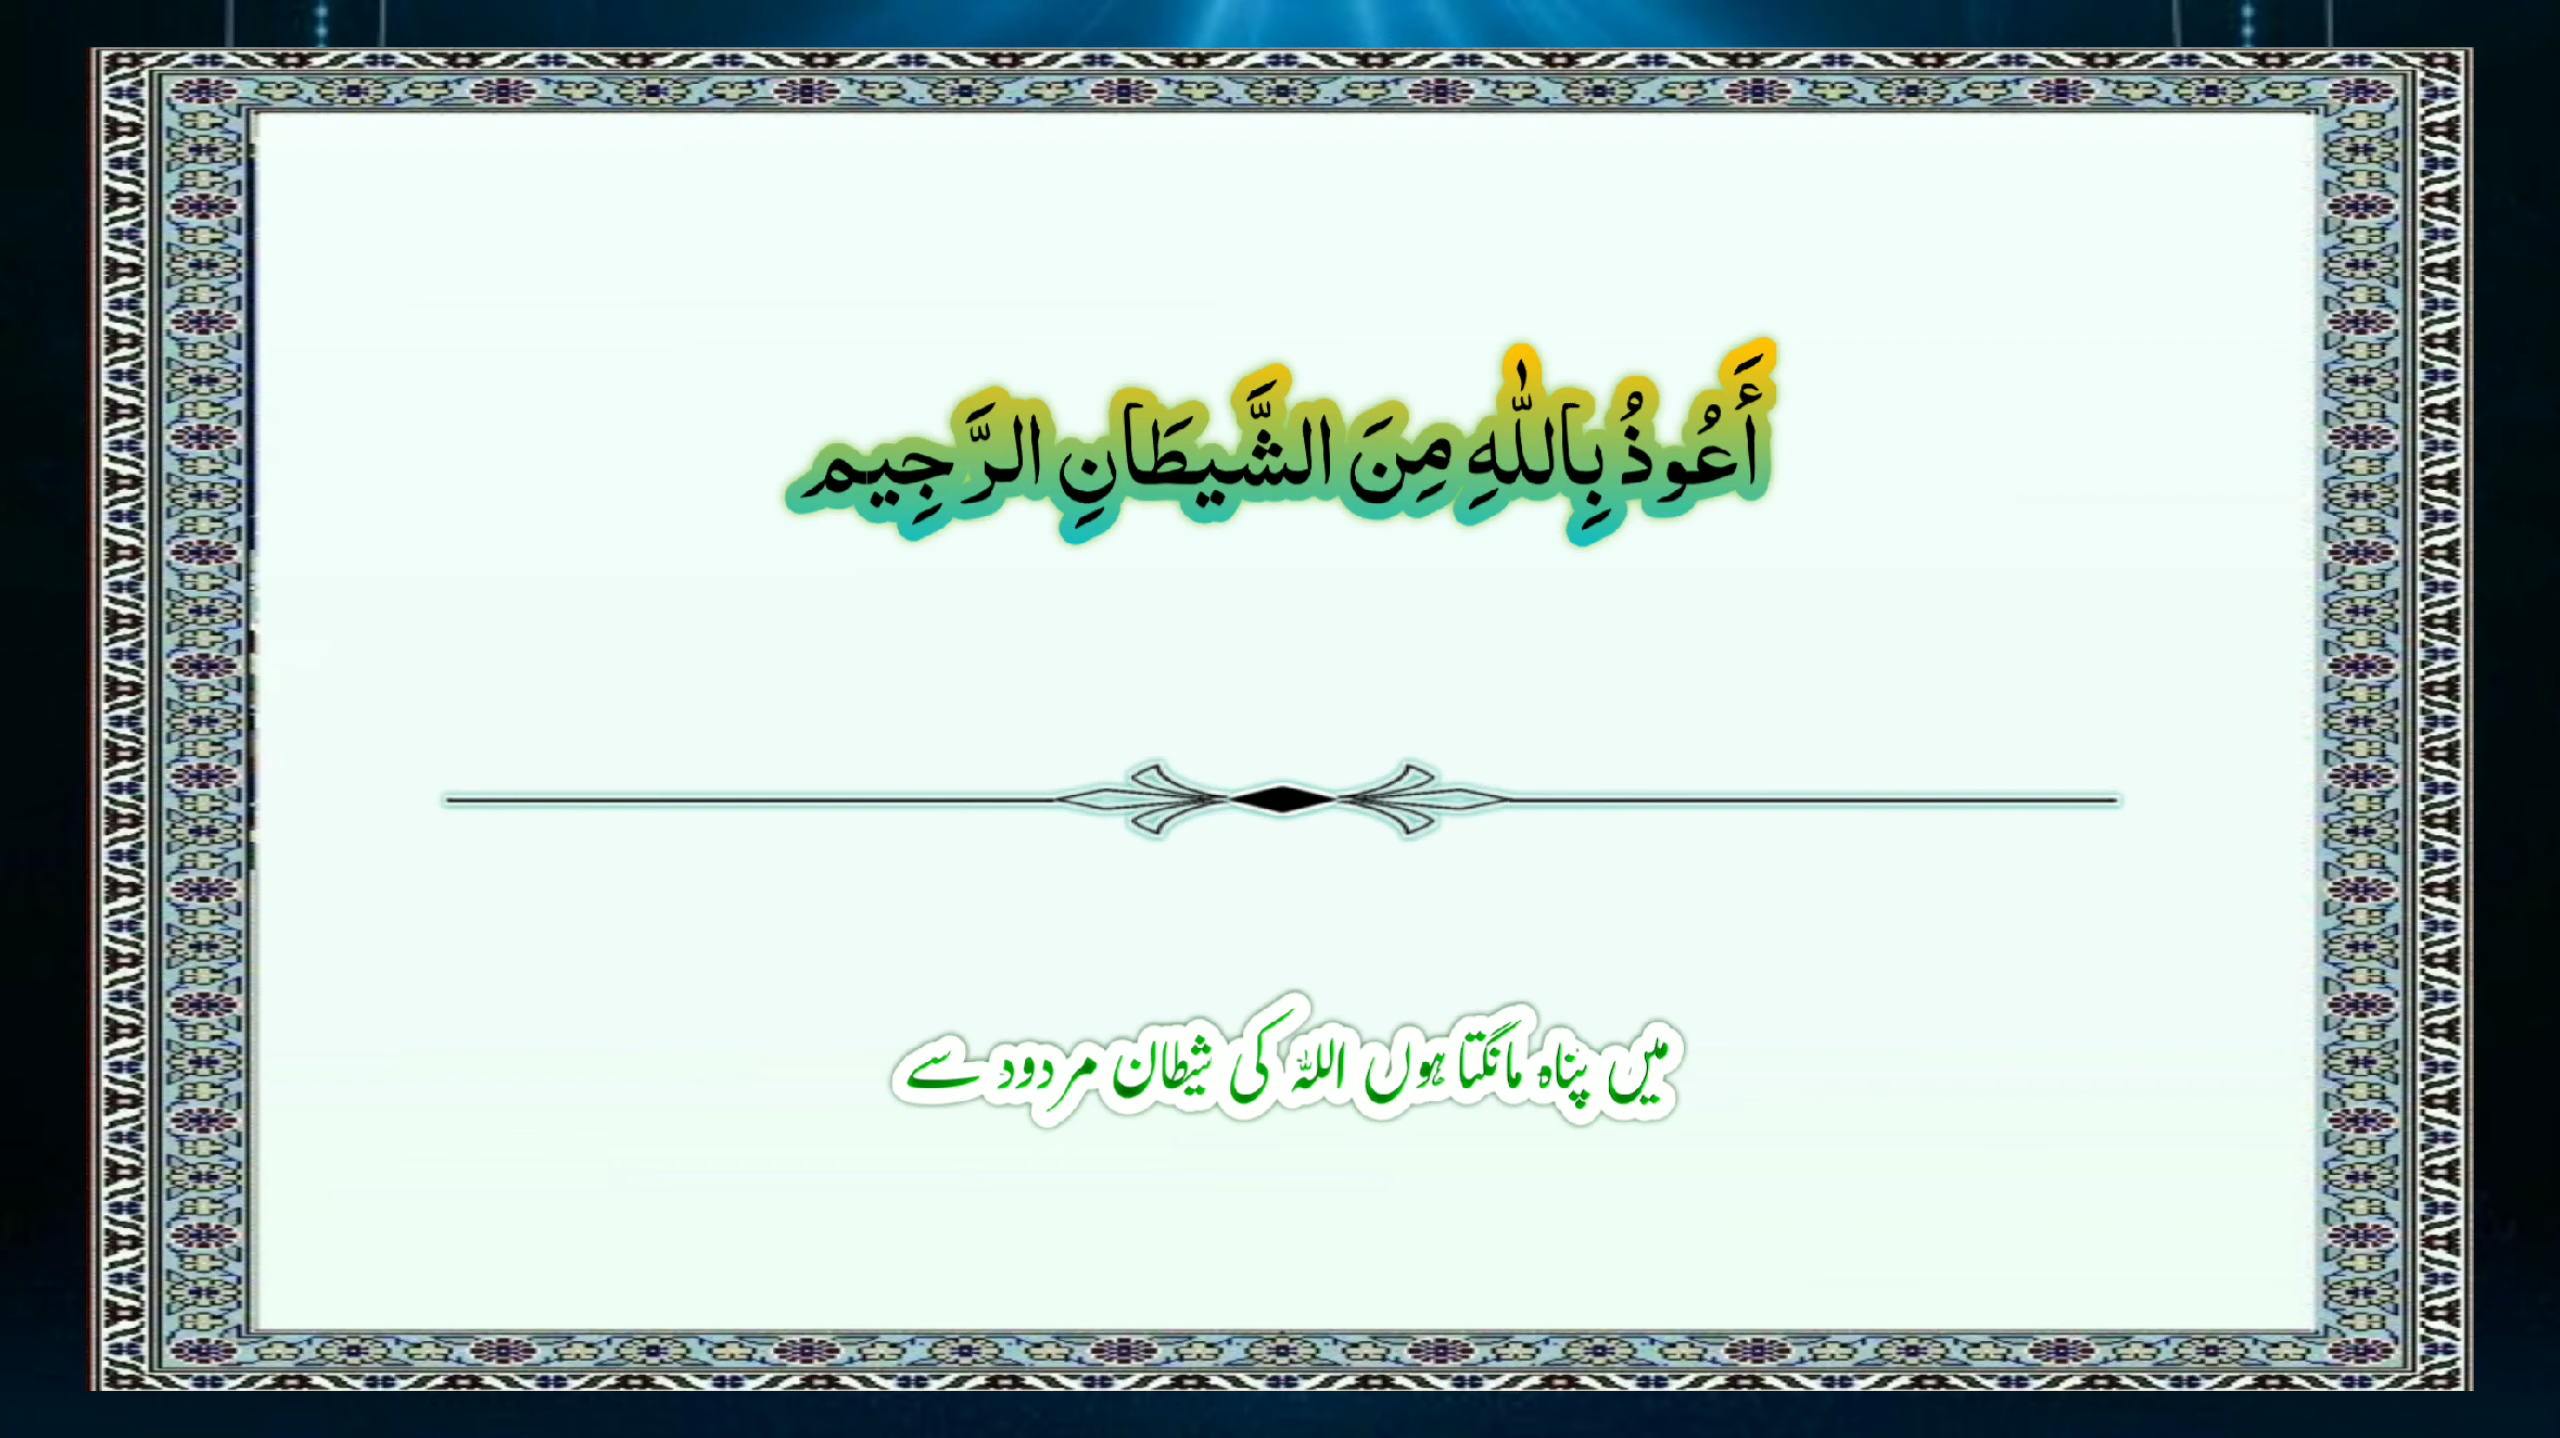 أَعُوذُ بِاللّٰهِ مِنَ الشَّيطَانِ الرَّجِيم
میں پناہ مانگتا ہوں اللہ کی شیطان مردود سے